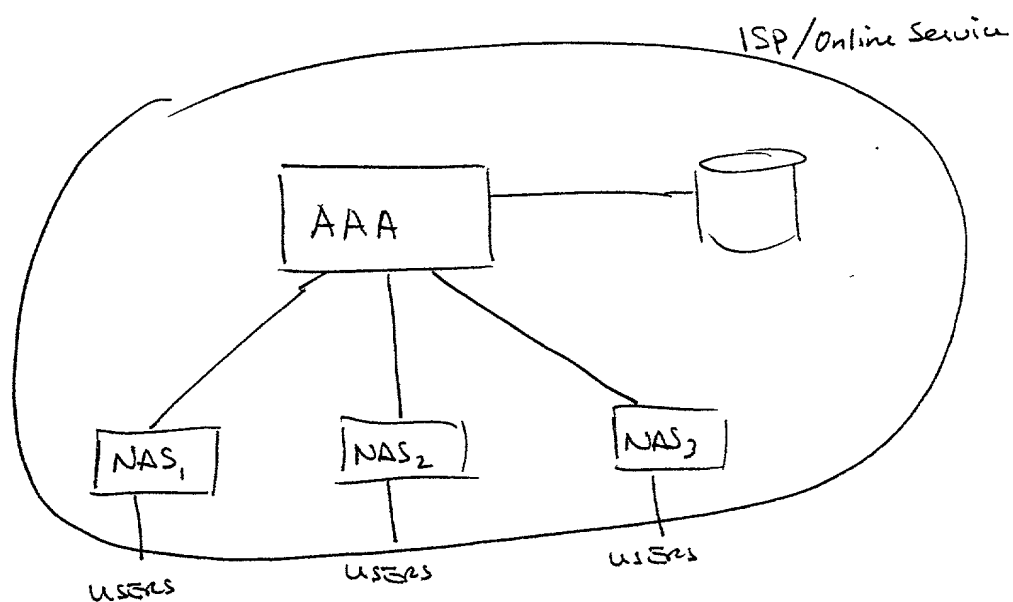 ISP/Online Service
AAA
NAS1
NAS2
NAS3
USERS
USERS
USERS